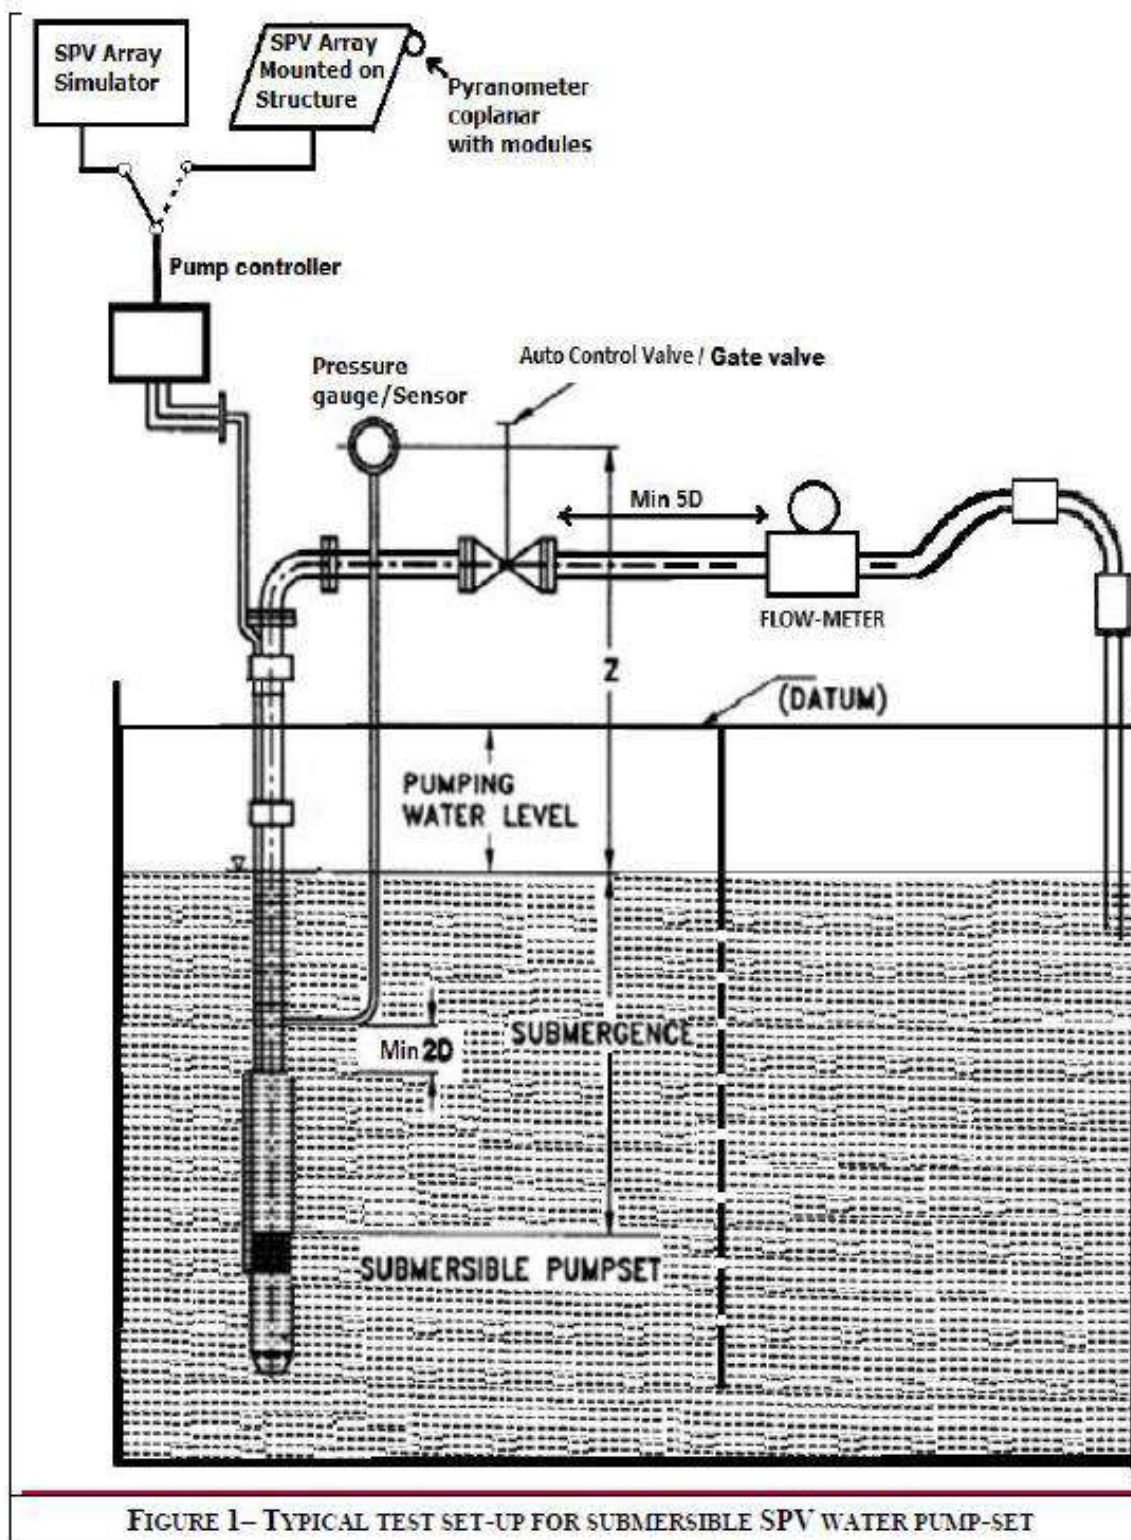 SPV Array
Simulator
SPV Array
Mounted on
Structure
Pyranometer
coplanar
with modules
Pump controller
Pressure
gauge/Sensor
Auto Control Valve / Gate valve
Min 5D
FLOW-METER
Z
(DATUM)
PUMPING
WATER LEVEL
SUBMERGENCE
Min 2D
SUBMERSIBLE PUMPSET
FIGURE 1– TYPICAL TEST SET-UP FOR SUBMERSIBLE SPV WATER PUMP-SET